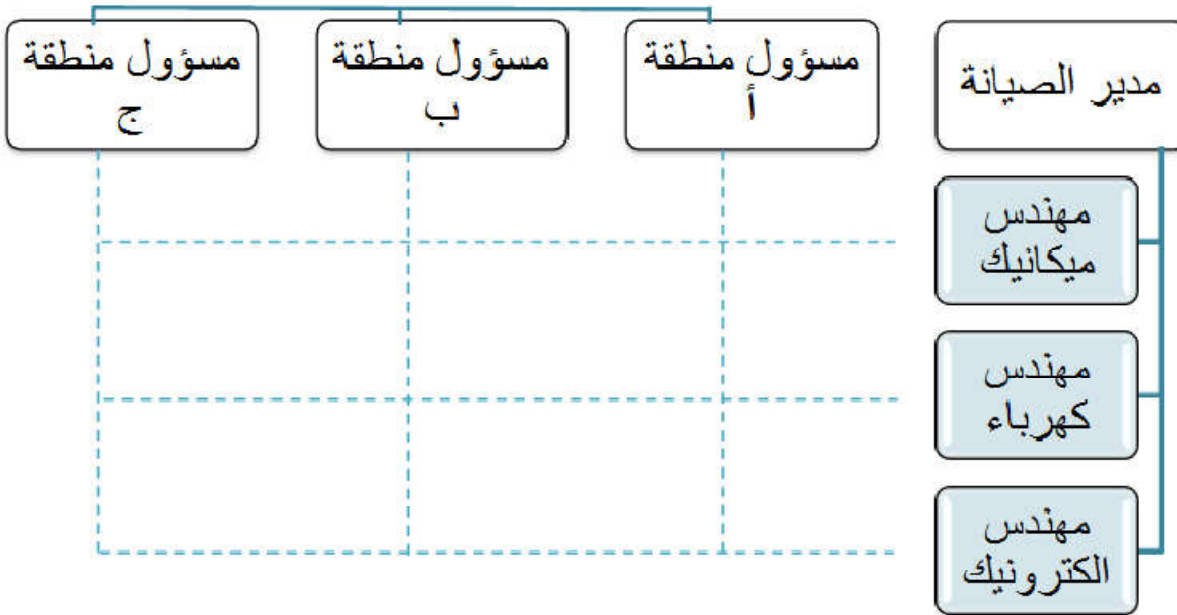 مدير الصيانة
مسؤول منطقة
أ
مسؤول منطقة
ب
مسؤول منطقة
ج
مهندس
ميكانيك
مهندس
كهرباء
مهندس
الكترونيك